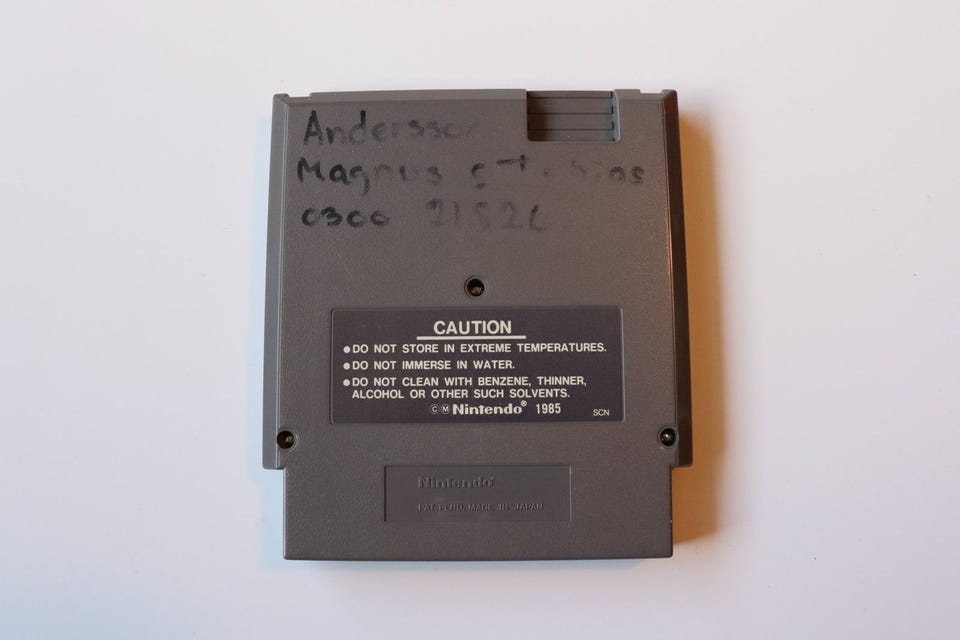 Andersson
Magnus & Tobias
0300 2152
CAUTION
●DO NOT STORE IN EXTREME TEMPERATURES.
●DO NOT IMMERSE IN WATER.
●DO NOT CLEAN WITH BENZENE, THINNER,
ALCOHOL OR OTHER SUCH SOLVENTS.
©Ⓜ Nintendo® 1985
SCN
Nintendo®
PAT. PEND. MADE IN JAPAN